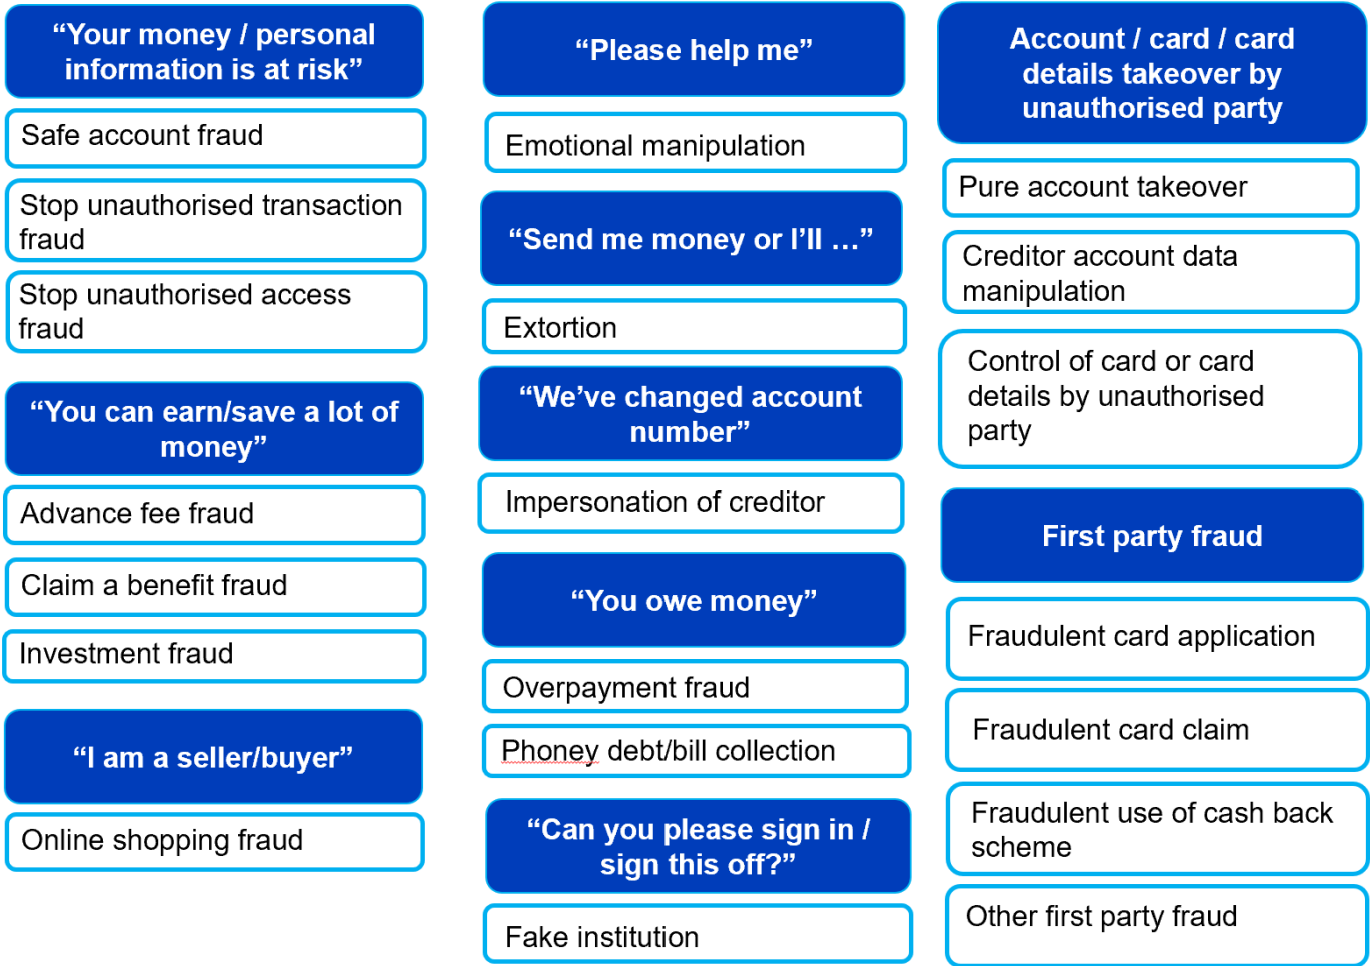 “Your money / personal
information is at risk”
Safe account fraud
Stop unauthorised transaction
fraud
Stop unauthorised access
fraud
“You can earn/save a lot of
money”
Advance fee fraud
Claim a benefit fraud
Investment fraud
“I am a seller/buyer”
Online shopping fraud
“Please help me”
Emotional manipulation
“Send me money or I’ll ...”
Extortion
“We’ve changed account
number”
Impersonation of creditor
“You owe money”
Overpayment fraud
Phoney debt/bill collection
“Can you please sign in /
sign this off?”
Fake institution
Account / card / card
details takeover by
unauthorised party
Pure account takeover
Creditor account data
manipulation
Control of card or card
details by unauthorised
party
First party fraud
Fraudulent card application
Fraudulent card claim
Fraudulent use of cash back
scheme
Other first party fraud